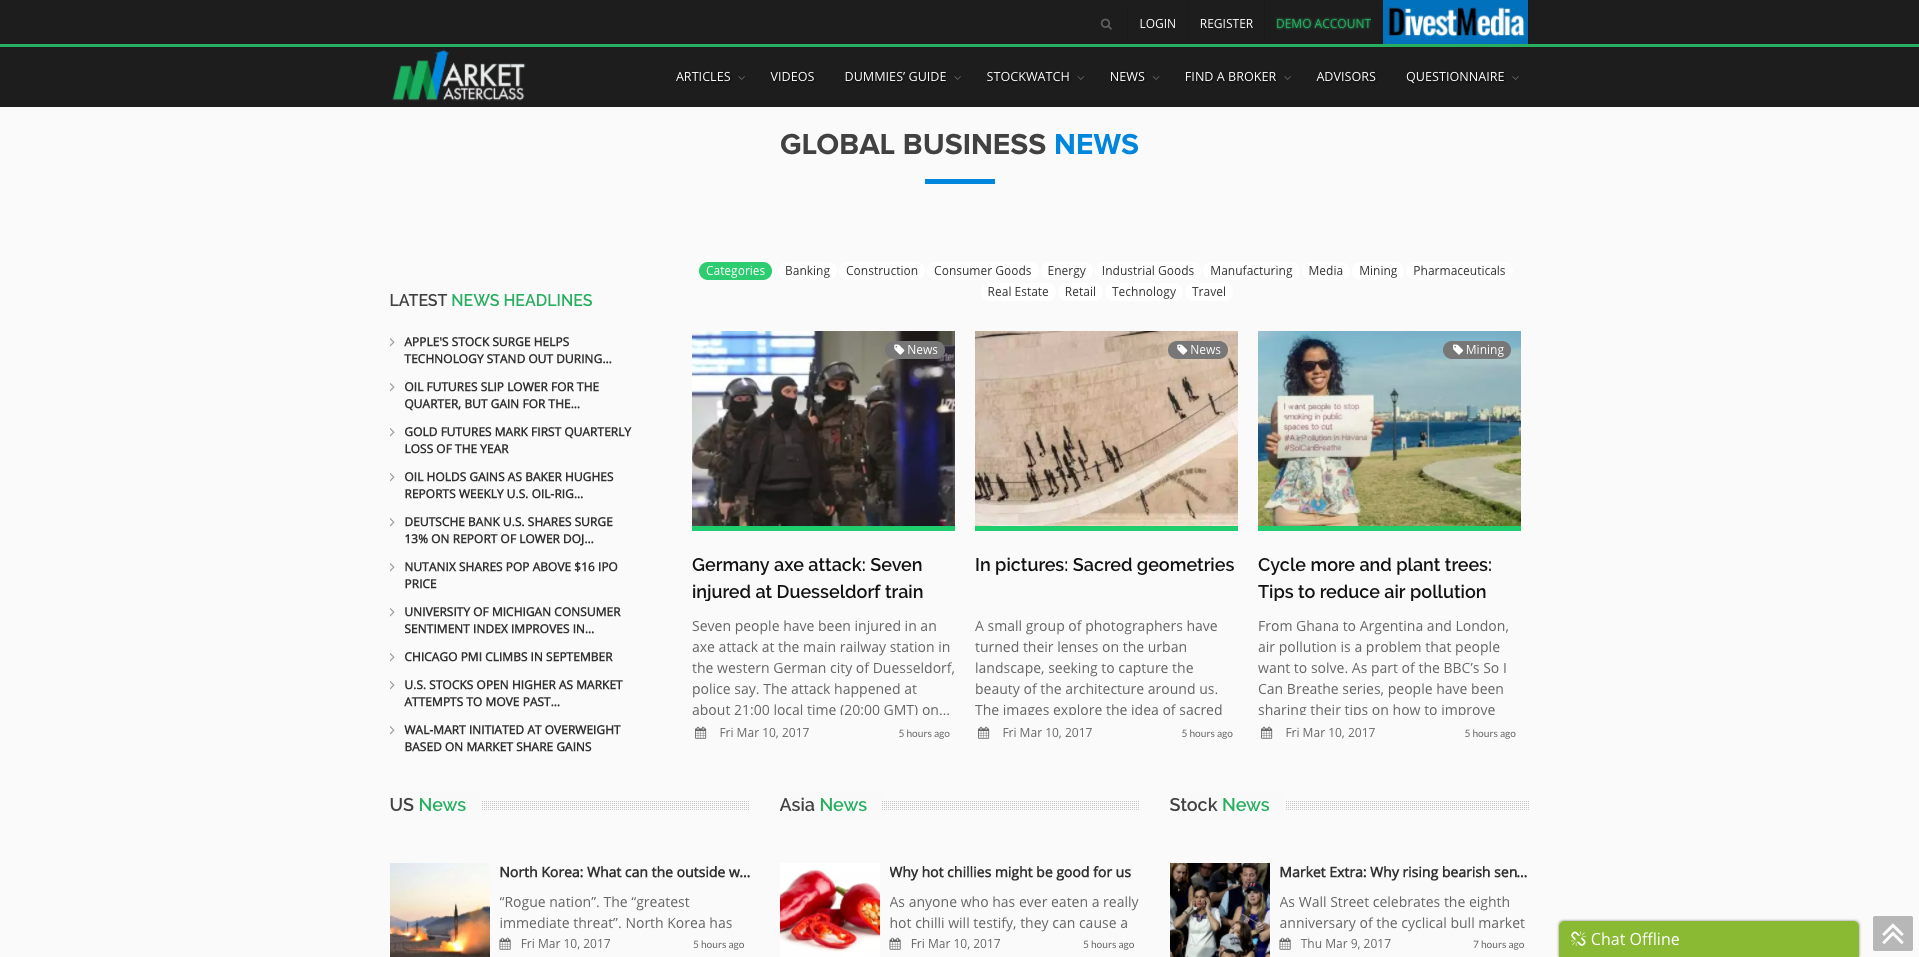 LOGIN
REGISTER
DEMO ACCOUNT
DivestMedia
MARKET
MASTERCLASS
ARTICLES
VIDEOS
DUMMIES’ GUIDE
STOCKWATCH
NEWS
FIND A BROKER
ADVISORS
QUESTIONNAIRE
GLOBAL BUSINESS NEWS
LATEST NEWS HEADLINES
APPLE'S STOCK SURGE HELPS
TECHNOLOGY STAND OUT DURING...
OIL FUTURES SLIP LOWER FOR THE
QUARTER, BUT GAIN FOR THE...
GOLD FUTURES MARK FIRST QUARTERLY
LOSS OF THE YEAR
OIL HOLDS GAINS AS BAKER HUGHES
REPORTS WEEKLY U.S. OIL-RIG...
DEUTSCHE BANK U.S. SHARES SURGE
13% ON REPORT OF LOWER DOJ...
NUTANIX SHARES POP ABOVE $16 IPO
PRICE
UNIVERSITY OF MICHIGAN CONSUMER
SENTIMENT INDEX IMPROVES IN...
CHICAGO PMI CLIMBS IN SEPTEMBER
U.S. STOCKS OPEN HIGHER AS MARKET
ATTEMPTS TO MOVE PAST...
WAL-MART INITIATED AT OVERWEIGHT
BASED ON MARKET SHARE GAINS
Categories Banking Construction Consumer Goods Energy Industrial Goods Manufacturing Media Mining Pharmaceuticals
Real Estate Retail Technology Travel
News
Germany axe attack: Seven
injured at Duesseldorf train
Seven people have been injured in an
axe attack at the main railway station in
the western German city of Duesseldorf,
police say. The attack happened at
about 21:00 local time (20:00 GMT) on...
Fri Mar 10, 2017
5 hours ago
News
In pictures: Sacred geometries
A small group of photographers have
turned their lenses on the urban
landscape, seeking to capture the
beauty of the architecture around us.
The images explore the idea of sacred
Fri Mar 10, 2017
5 hours ago
Mining
I want people to stop
smoking in public
spaces to cut
#AirPollution in Havana
#SoICanBreathe
Cycle more and plant trees:
Tips to reduce air pollution
From Ghana to Argentina and London,
air pollution is a problem that people
want to solve. As part of the BBC’s So I
Can Breathe series, people have been
sharing their tips on how to improve
Fri Mar 10, 2017
5 hours ago
US News
North Korea: What can the outside w...
“Rogue nation”. The “greatest
immediate threat”. North Korea has
Fri Mar 10, 2017
5 hours ago
Asia News
Why hot chillies might be good for us
As anyone who has ever eaten a really
hot chilli will testify, they can cause a
Fri Mar 10, 2017
5 hours ago
Stock News
Market Extra: Why rising bearish sen...
As Wall Street celebrates the eighth
anniversary of the cyclical bull market
Thu Mar 9, 2017
7 hours ago
Chat Offline